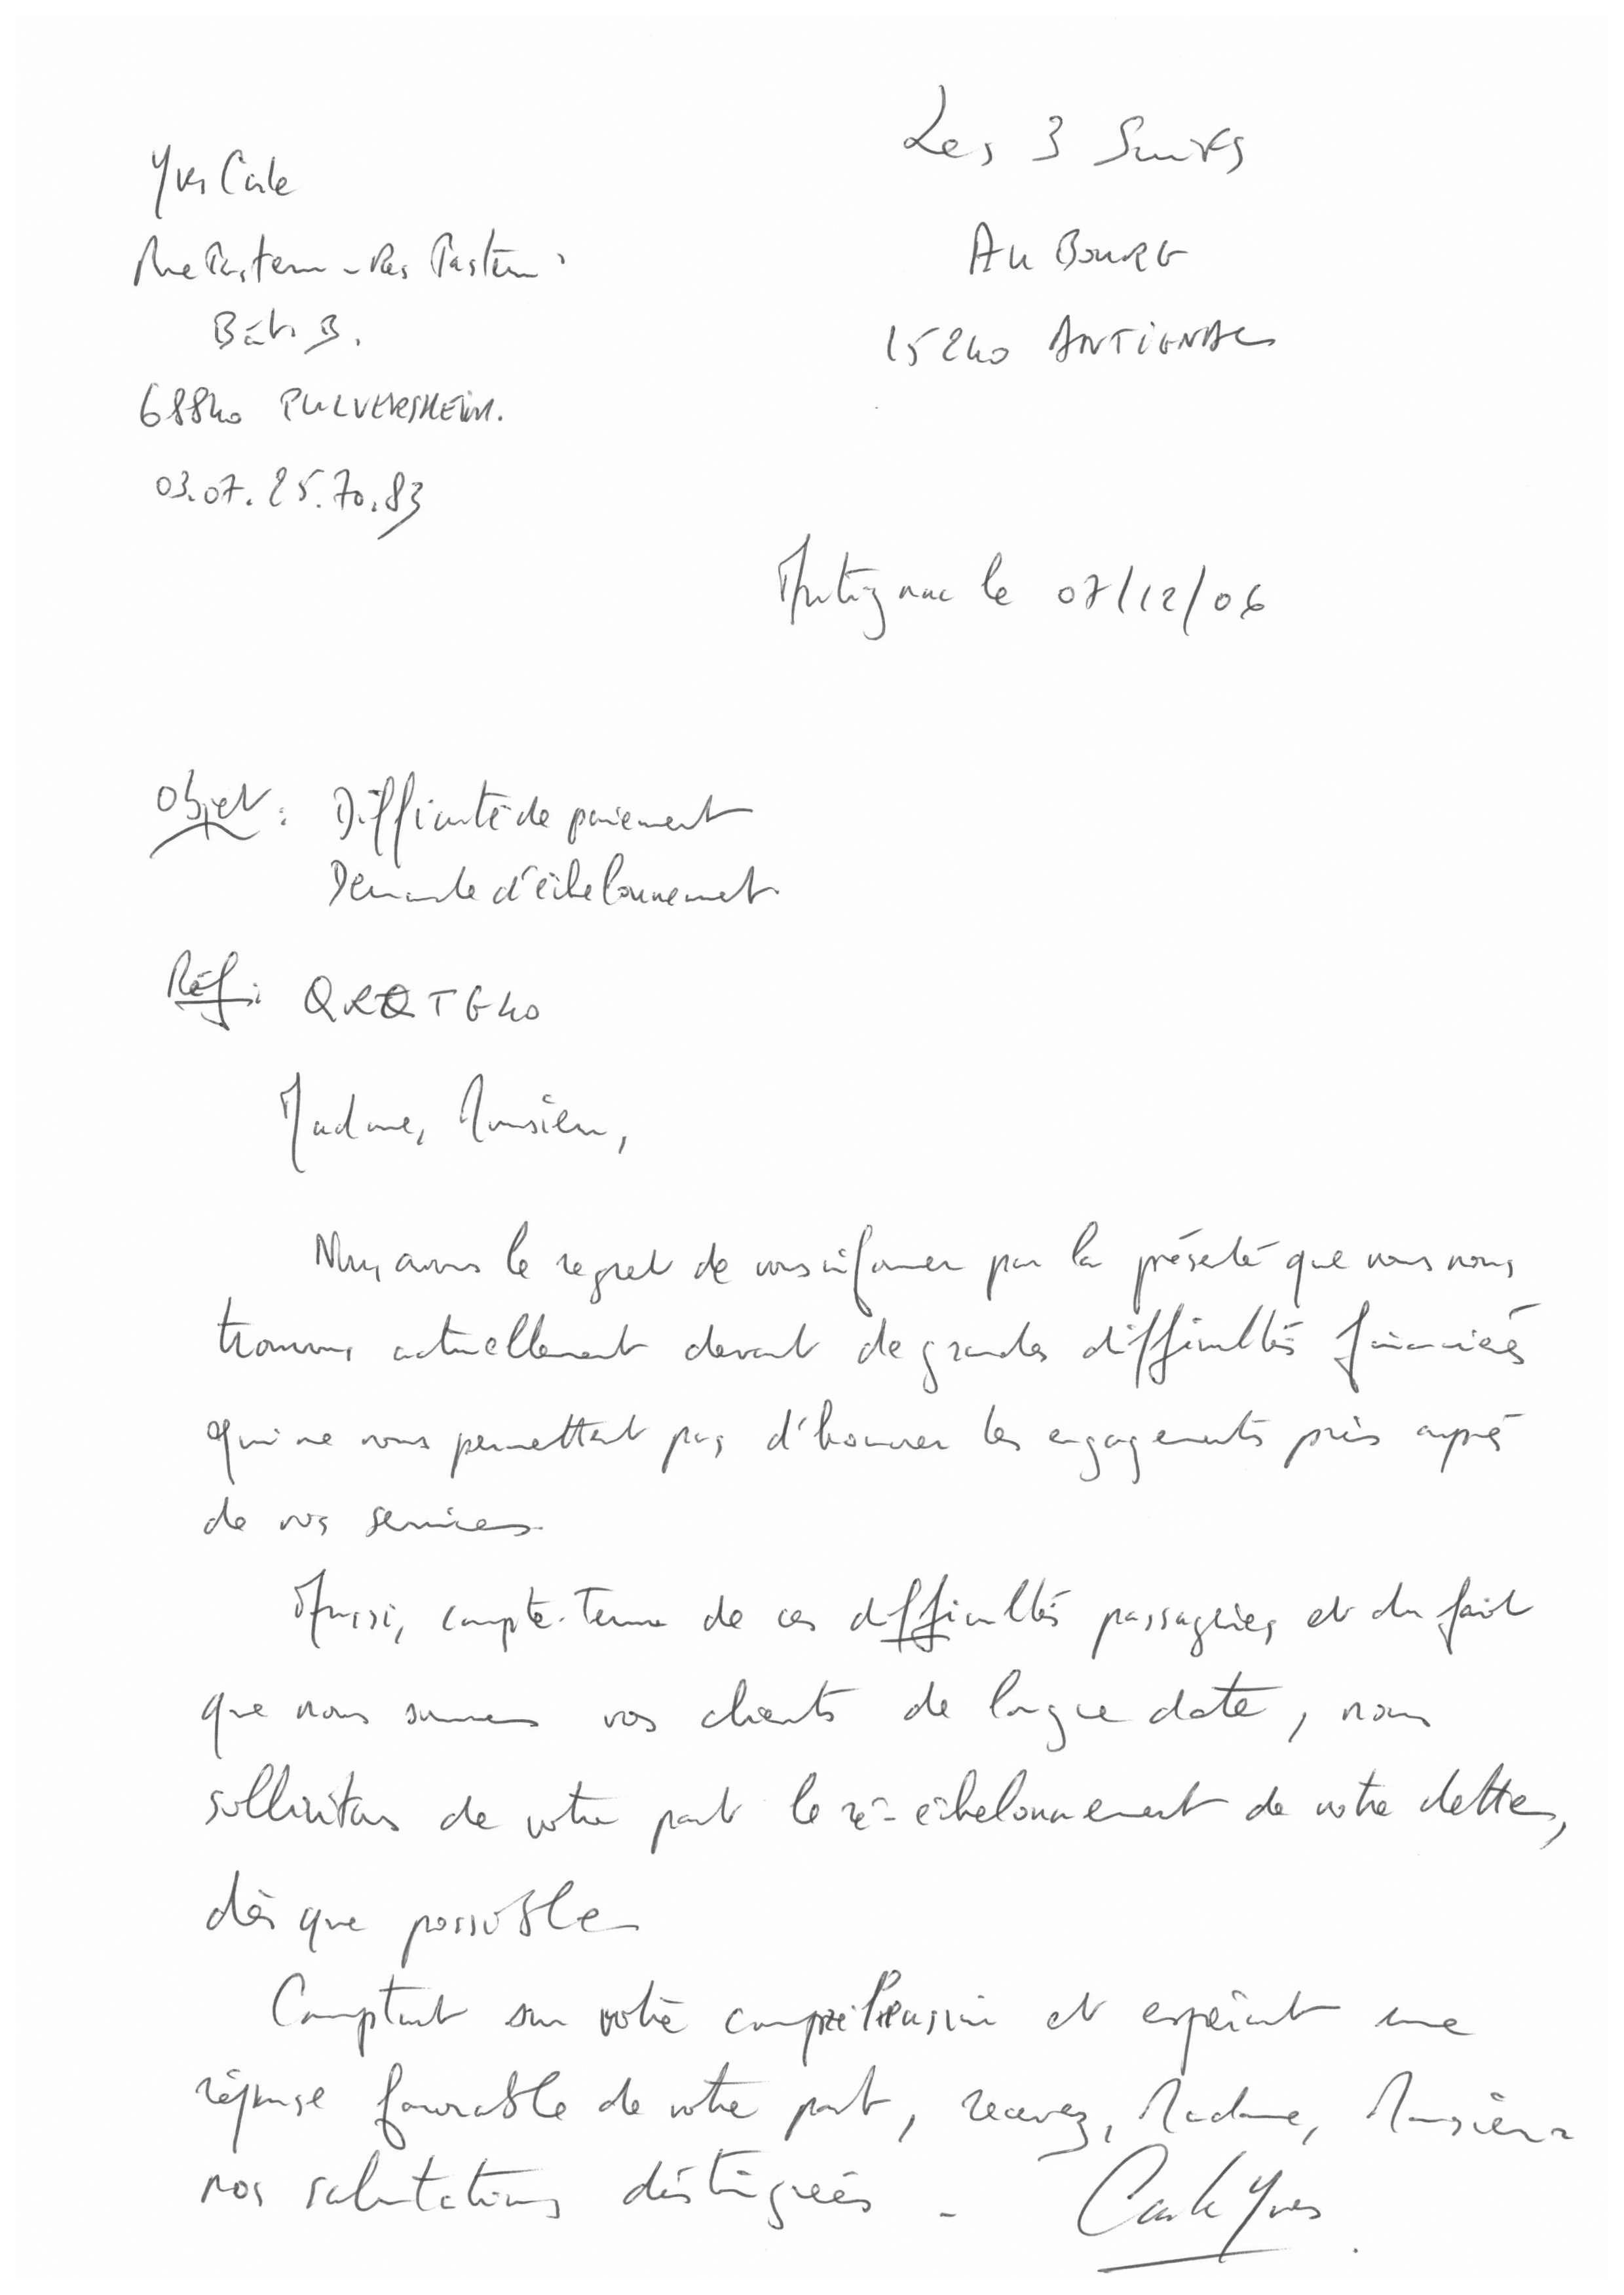 Yves Carle
Rue Pasteur - Res Pasteur
Bât B.
68840 PULVERSHEIM.
03.07.25.70.83
Les 3 Suisses
AU BOURG
15240 ANTIGNAC
Antignac le 07/12/06
Objet : Difficulté de paiement
Demande d'échelonnement
Réf : QRQTG40
Madame, Monsieur,
Nous avons le regret de vous informer par la présente que nous nous
trouvons actuellement devant de grandes difficultés financières
qui ne nous permettent pas d'honorer les engagements pris auprès
de vos services.
Aussi, compte-tenu de ces difficultés passagères et du fait
que nous sommes vos clients de longue date, nous
sollicitons de votre part le ré-échelonnement de notre dette,
dès que possible
Comptant sur votre compréhension et espérant une
réponse favorable de votre part, recevez, Madame, Monsieur
nos salutations distinguées -
Carle Yves